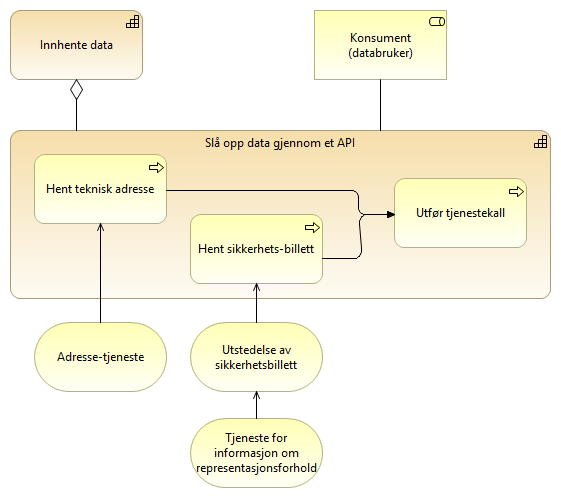 Innhente data
Konsument
(databruker)
Slå opp data gjennom et API
Hent teknisk adresse
Utfør tjenestekall
Hent sikkerhets-billett
Adresse-tjeneste
Utstedelse av
sikkerhetsbillett
Tjeneste for
informasjon om
representasjonsforhold